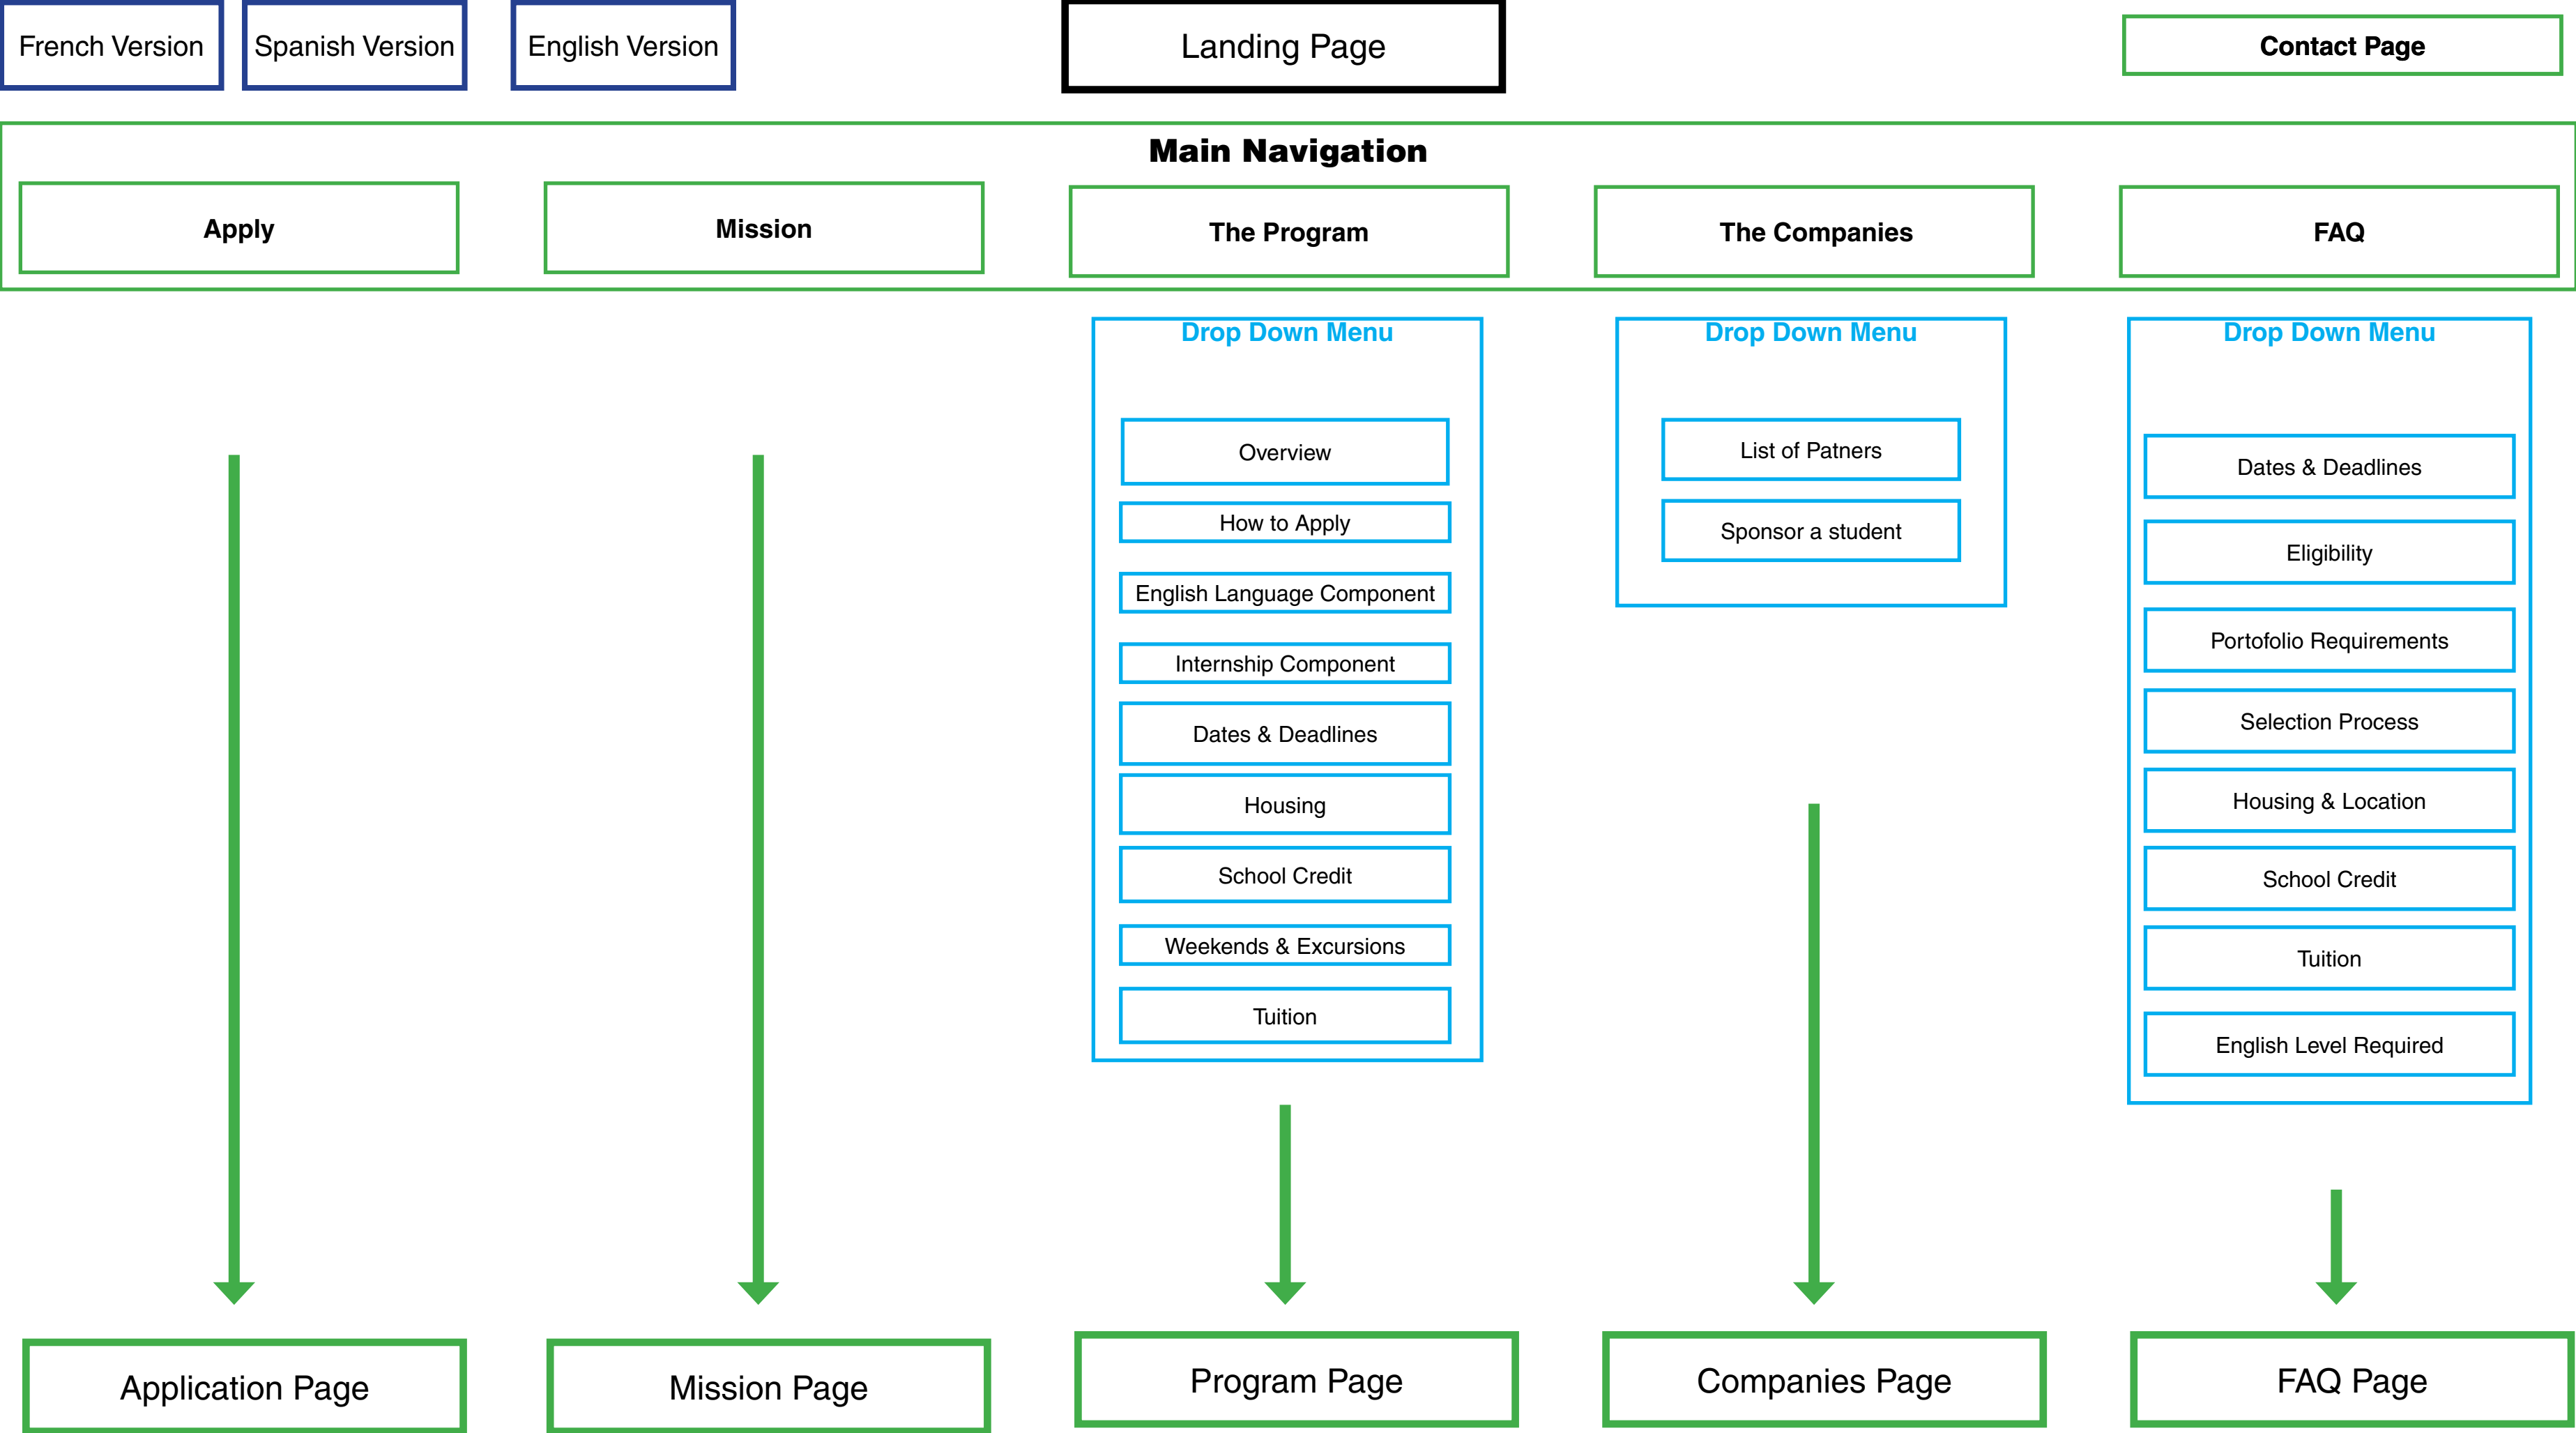 French Version
Spanish Version
English Version
Landing Page
Contact Page
Main Navigation
Apply
Mission
The Program
The Companies
FAQ
Drop Down Menu
Overview
How to Apply
English Language Component
Internship Component
Dates & Deadlines
Housing
School Credit
Weekends & Excursions
Tuition
Drop Down Menu
List of Patners
Sponsor a student
Drop Down Menu
Dates & Deadlines
Eligibility
Portofolio Requirements
Selection Process
Housing & Location
School Credit
Tuition
English Level Required
Application Page
Mission Page
Program Page
Companies Page
FAQ Page